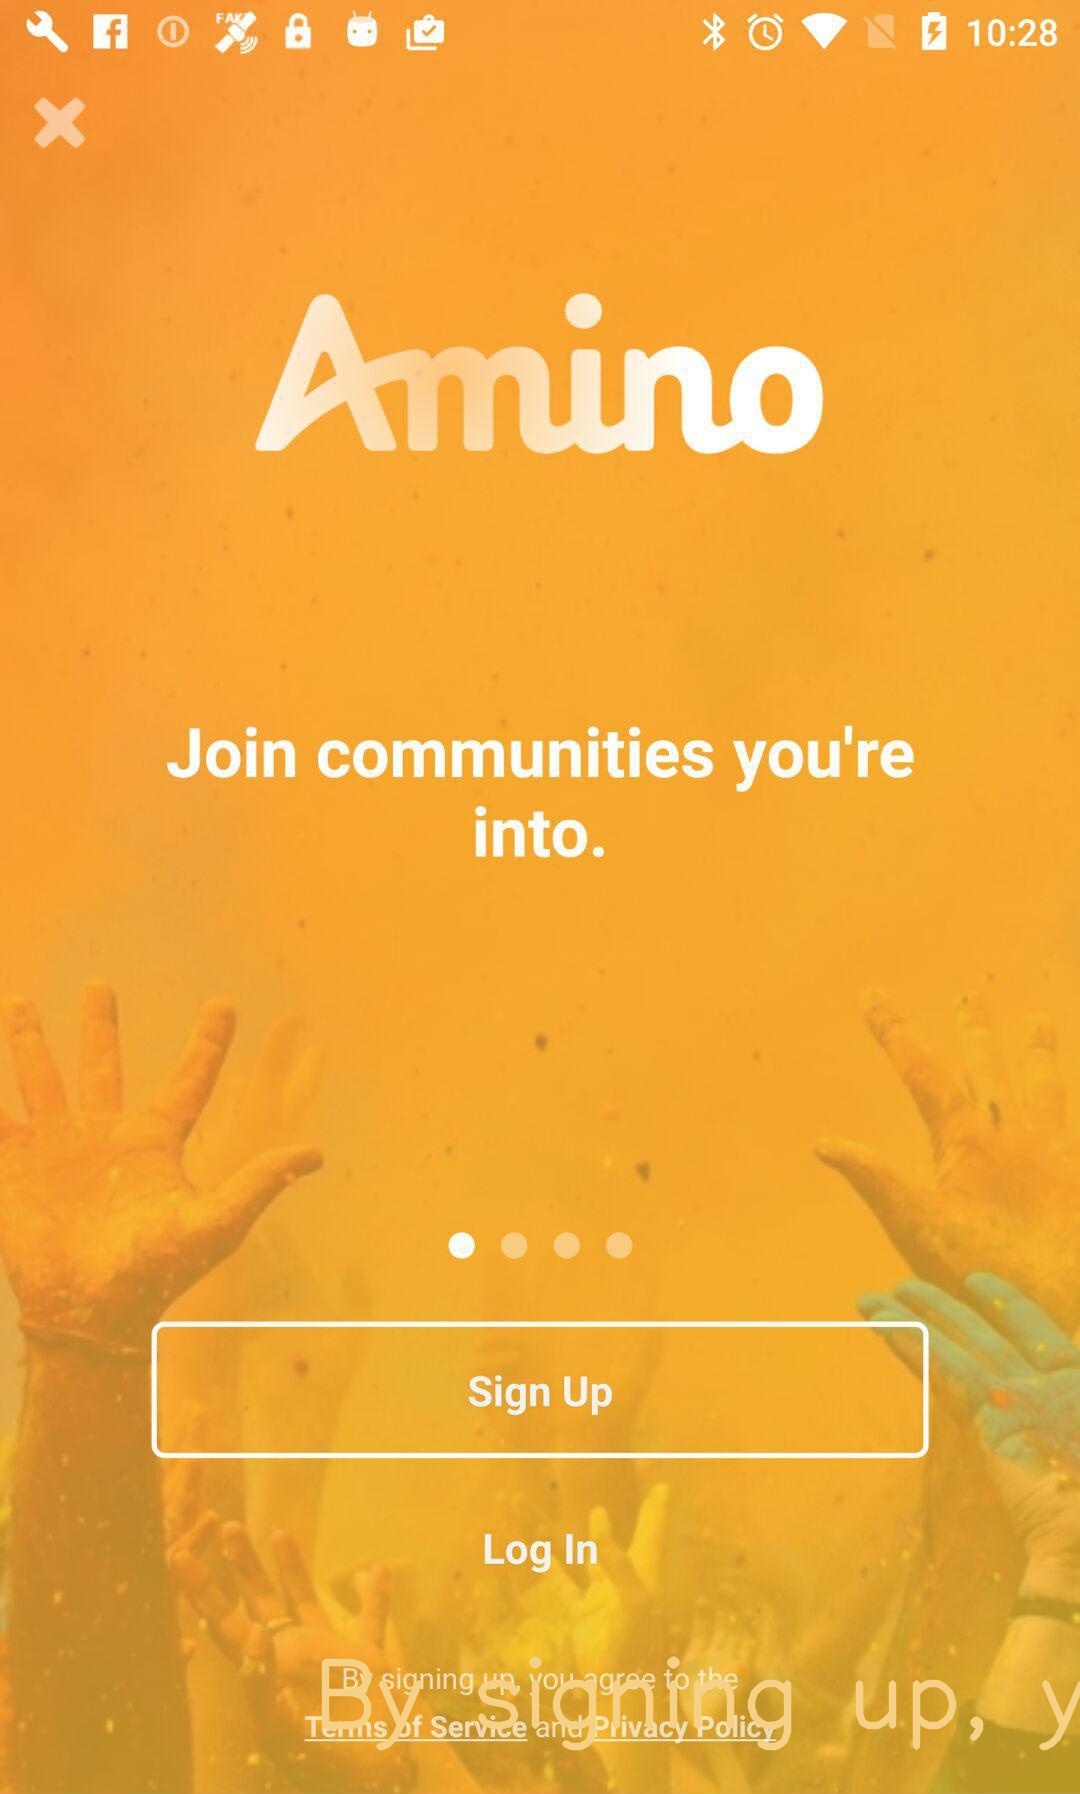 FAKE
10:28
Amino
Join communities you're
into.
Sign Up
Log In
By signing up, you agree to the
Terms of Service and Privacy Policy
By signing up, y